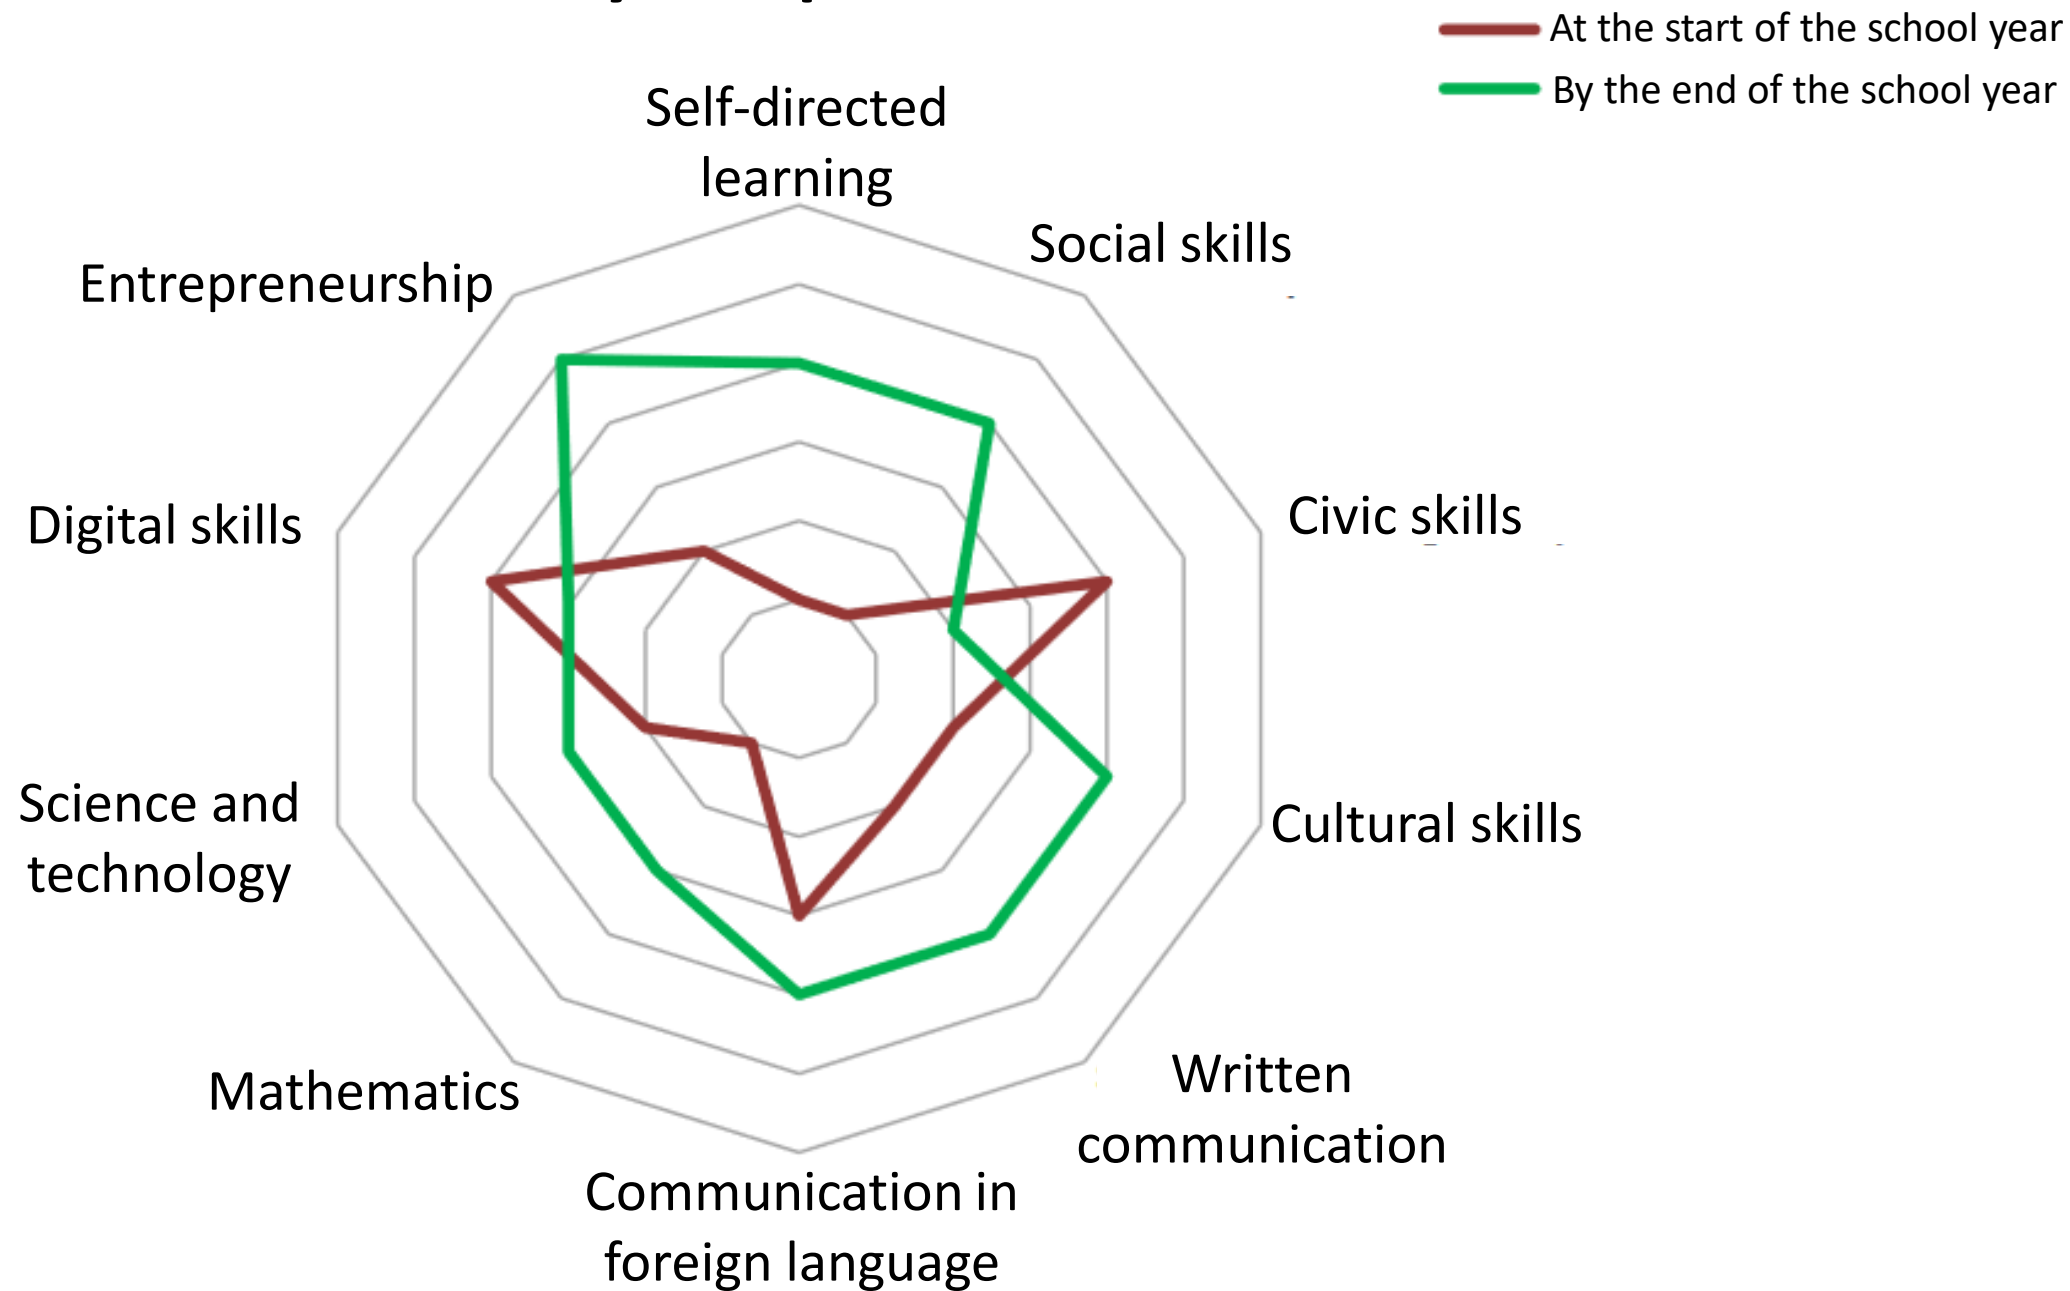 At the start of the school year
By the end of the school year
Self-directed
learning
Social skills
Entrepreneurship
Civic skills
Digital skills
Science and
technology
Cultural skills
Mathematics
Written
communication
Communication in
foreign language